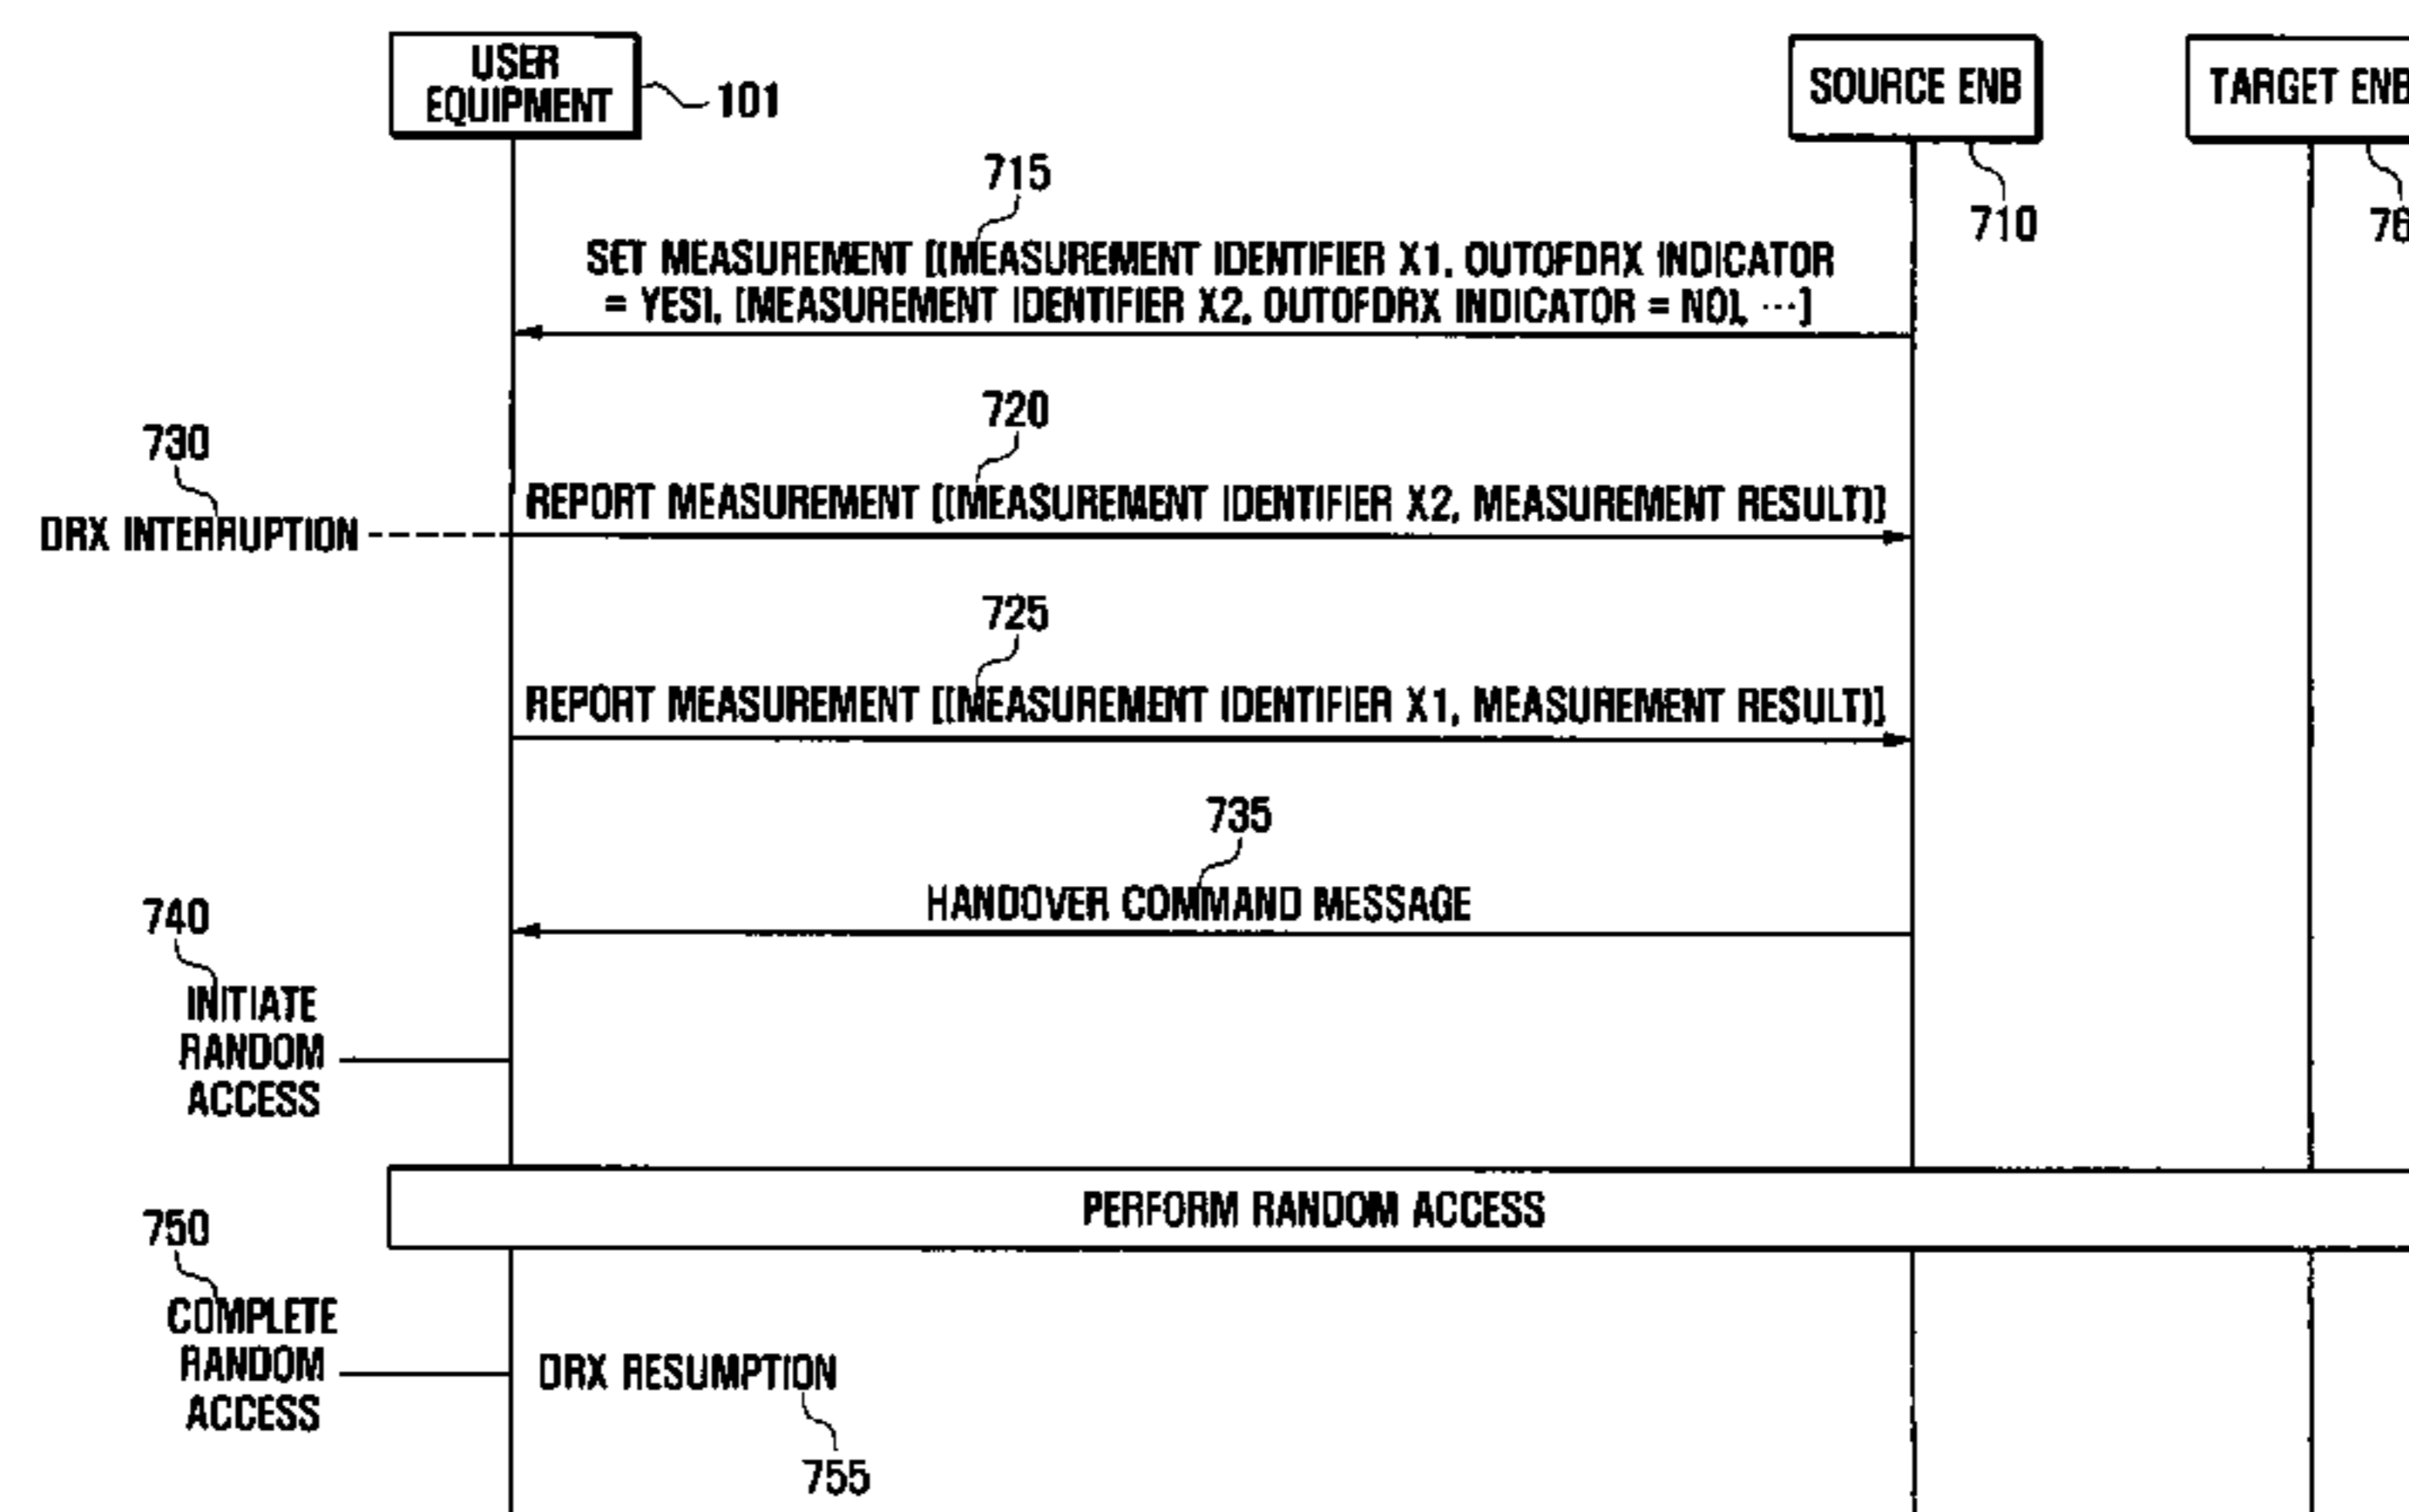 USER
EQUIPMENT
101
SOURCE ENB
TARGET ENB
710
76
715
SET MEASUREMENT [(MEASUREMENT IDENTIFIER X1, OUTOFDRX INDICATOR
= YES), [MEASUREMENT IDENTIFIER X2, OUTOFDRX INDICATOR = NO), ···]
720
730
REPORT MEASUREMENT [(MEASUREMENT IDENTIFIER X2, MEASUREMENT RESULT)]
DRX INTERRUPTION
725
REPORT MEASUREMENT [(MEASUREMENT IDENTIFIER X1, MEASUREMENT RESULT)]
735
HANDOVER COMMAND MESSAGE
740
INITIATE
RANDOM
ACCESS
PERFORM RANDOM ACCESS
750
COMPLETE
RANDOM
ACCESS
DRX RESUMPTION
755